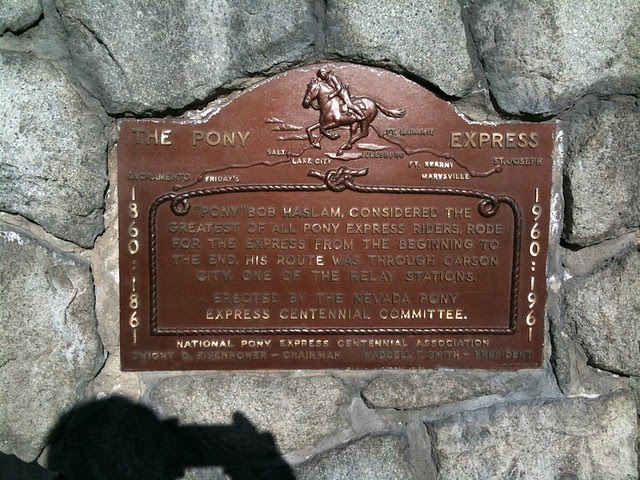 THE PONY EXPRESS
FT. LARAMIE
SALT LAKE CITY
JULESBURG
FT. KEARNY
ST. JOSEPH
SACRAMENTO
FRIDAY'S
MARYSVILLE
1860 : 1861
1960 : 1961
"PONY" BOB HASLAM, CONSIDERED THE
GREATEST OF ALL PONY EXPRESS RIDERS, RODE
FOR THE EXPRESS FROM THE BEGINNING TO
THE END. HIS ROUTE WAS THROUGH CARSON
CITY, ONE OF THE RELAY STATIONS.
ERECTED BY THE NEVADA PONY
EXPRESS CENTENNIAL COMMITTEE.
NATIONAL PONY EXPRESS CENTENNIAL ASSOCIATION
DWIGHT D. EISENHOWER - CHAIRMAN WADDELL F. SMITH - PRESIDENT